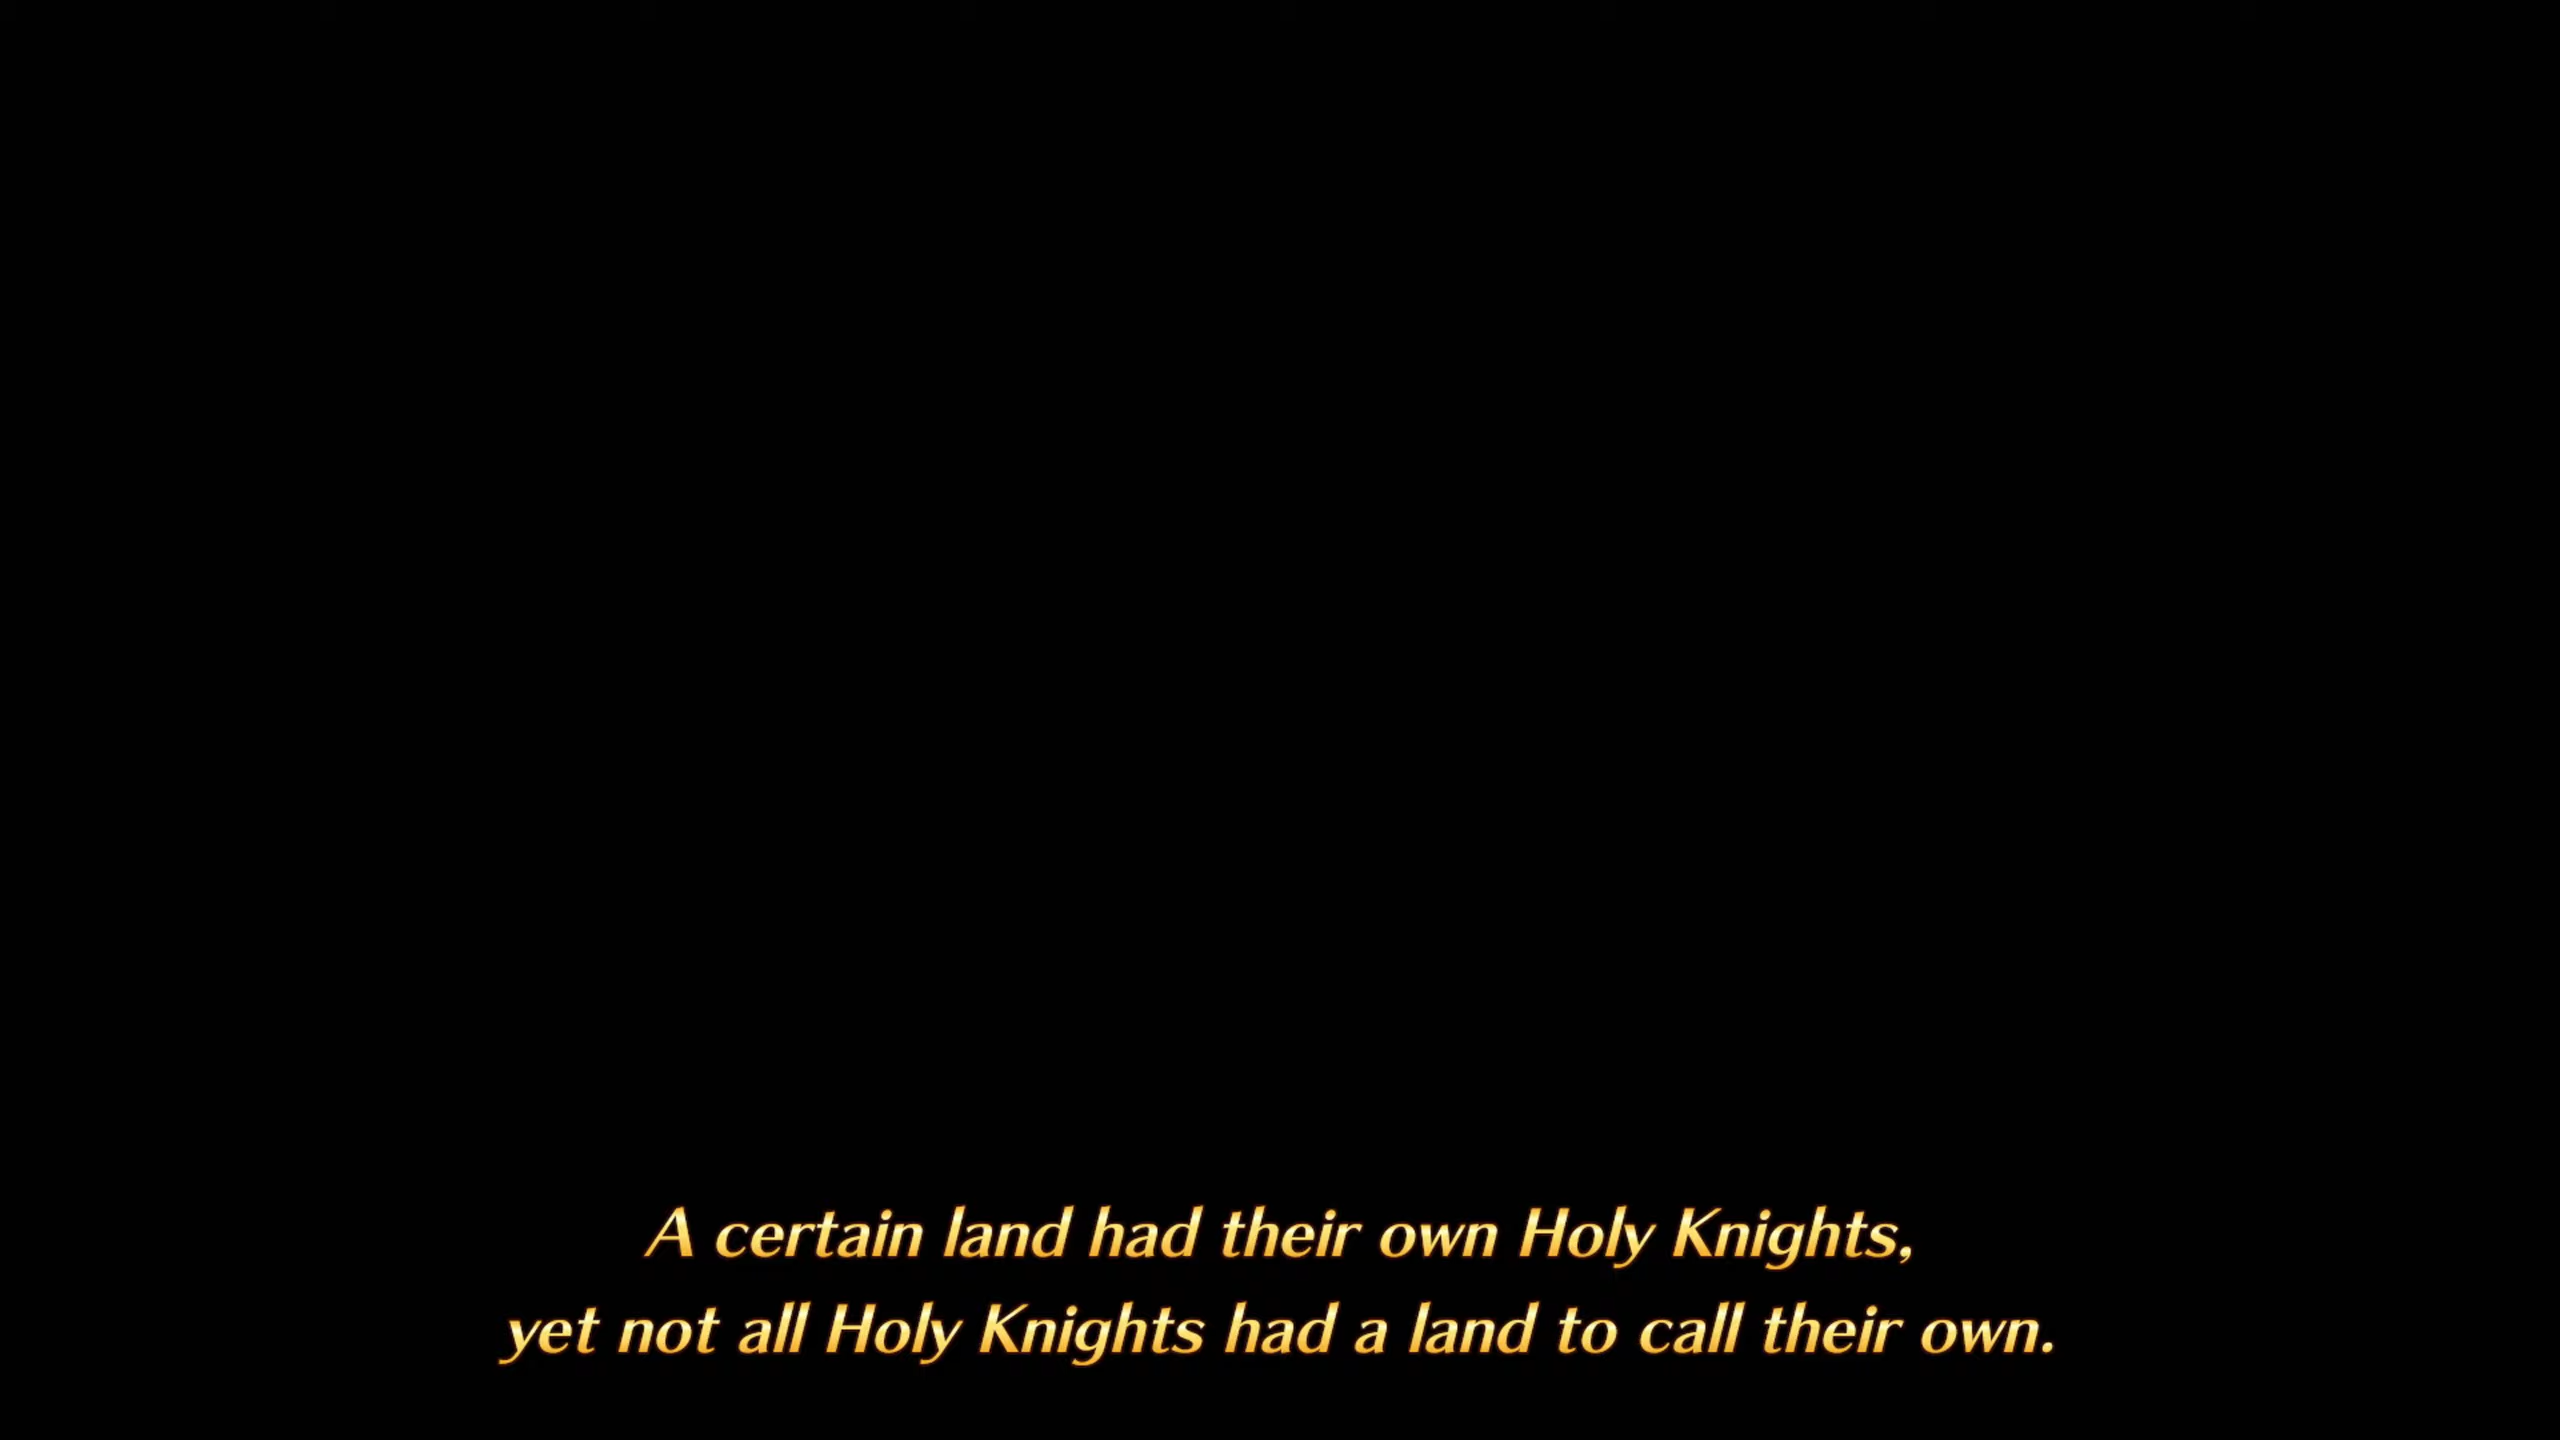 A certain land had their own Holy Knights,
yet not all Holy Knights had a land to call their own.